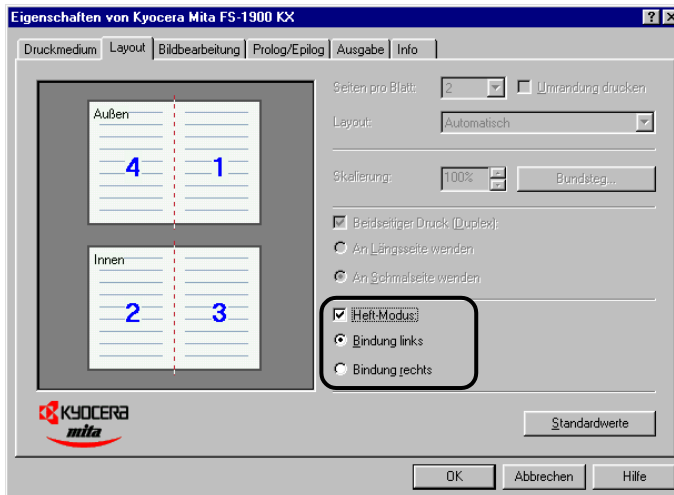 Eigenschaften von Kyocera Mita FS-1900 KX
Druckmedium Layout Bildbearbeitung Prolog/Epilog Ausgabe Info
Außen
4 1
Innen
2 3
Seiten pro Blatt: 2 Umrandung drucken
Layout: Automatisch
Skalierung: 100% Bundsteg...
Beidseitiger Druck (Duplex):
An Längsseite wenden
An Schmalseite wenden
Heft-Modus:
Bindung links
Bindung rechts
KYOCERA
mita
Standardwerte
OK Abbrechen Hilfe